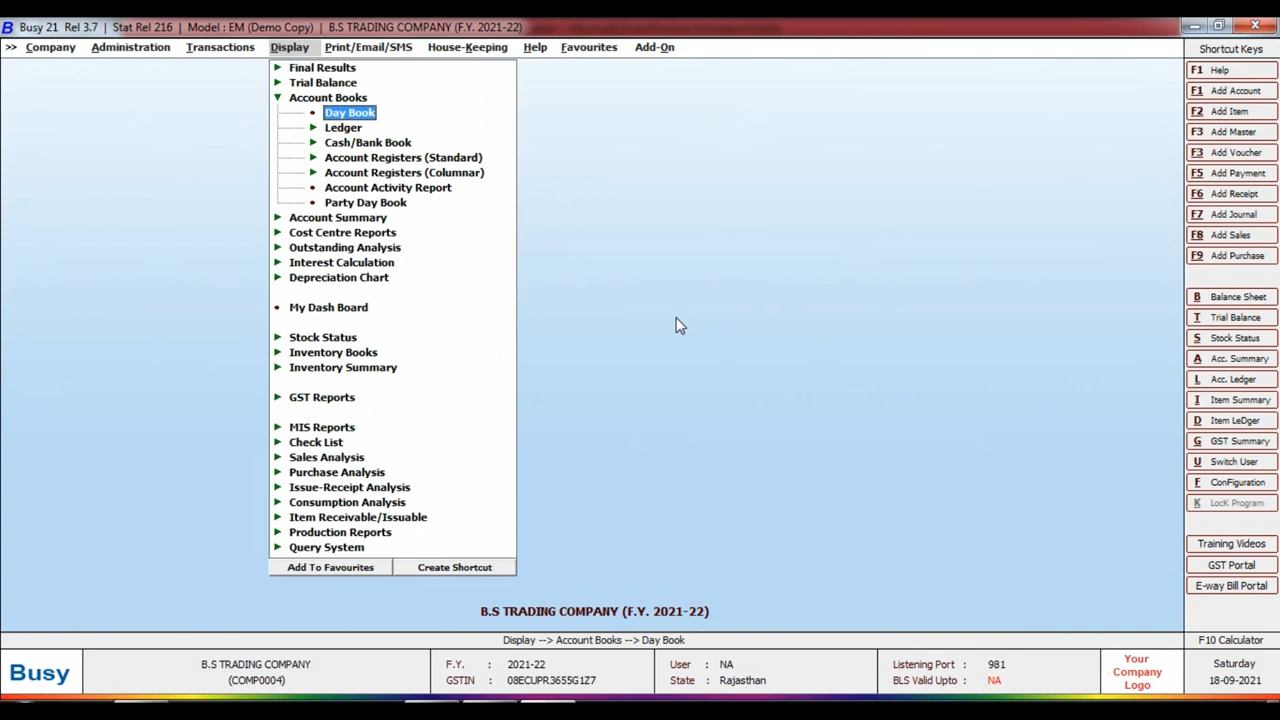 Busy 21 | Rel 3.7 | Stat Rel 216 | Model : EM (Demo Copy) | B.S TRADING COMPANY (F.Y. 2021-22)
>> Company Administration Transactions Display Print/Email/SMS House-Keeping Help Favourites Add-On
Final Results
Trial Balance
Account Books
Day Book
Ledger
Cash/Bank Book
Account Registers (Standard)
Account Registers (Columnar)
Account Activity Report
Party Day Book
Account Summary
Cost Centre Reports
Outstanding Analysis
Interest Calculation
Depreciation Chart
My Dash Board
Stock Status
Inventory Books
Inventory Summary
GST Reports
MIS Reports
Check List
Sales Analysis
Purchase Analysis
Issue-Receipt Analysis
Consumption Analysis
Item Receivable/Issuable
Production Reports
Query System
Add To Favourites Create Shortcut
Shortcut Keys
F1 Help
F1 Add Account
F2 Add Item
F3 Add Master
F3 Add Voucher
F5 Add Payment
F6 Add Receipt
F7 Add Journal
F8 Add Sales
F9 Add Purchase
B Balance Sheet
T Trial Balance
S Stock Status
A Acc. Summary
L Acc. Ledger
I Item Summary
D Item LeDger
G GST Summary
U Switch User
F ConFiguration
K LocK Program
Training Videos
GST Portal
E-way Bill Portal
B.S TRADING COMPANY (F.Y. 2021-22)
Display --> Account Books --> Day Book
F10 Calculator
Busy
B.S TRADING COMPANY
(COMP0004)
F.Y. : 2021-22
GSTIN : 08ECUPR3655G1Z7
User : NA
State : Rajasthan
Listening Port : 981
BLS Valid Upto : NA
Your
Company
Logo
Saturday
18-09-2021